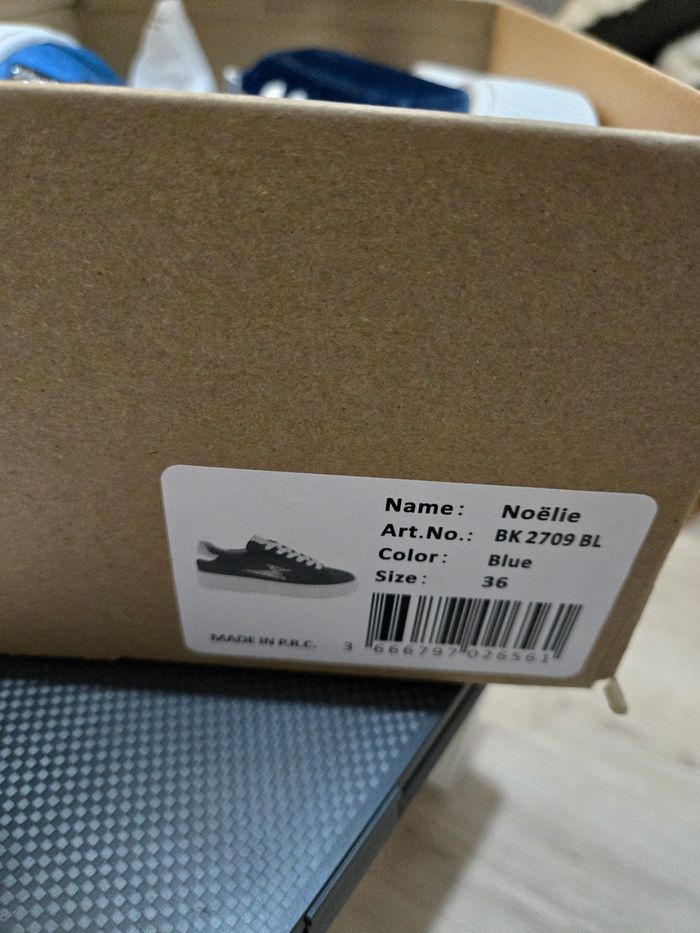 Name: Noëlie
Art.No.: BK 2709 BL
Color: Blue
Size: 36
MADE IN P.R.C.
3 666797 026561